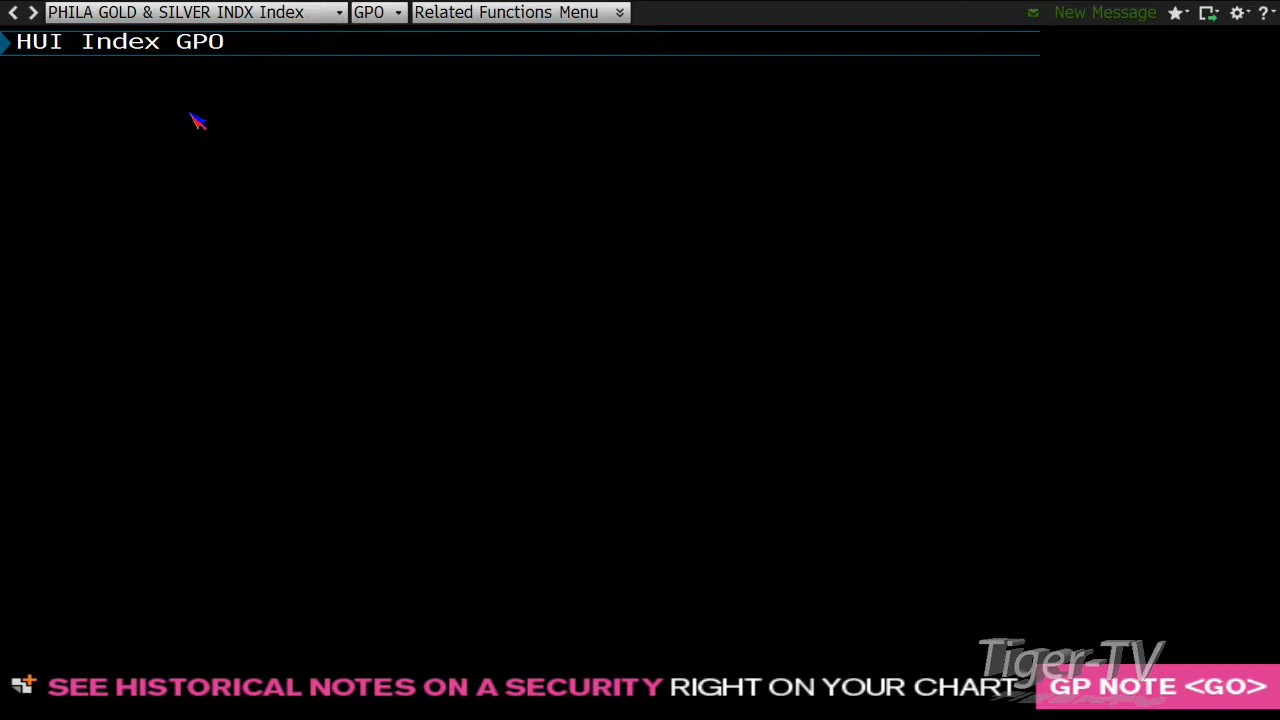 PHILA GOLD & SILVER INDX Index GPO Related Functions Menu New Message ?
HUI Index GPO
Tiger-TV
SEE HISTORICAL NOTES ON A SECURITY RIGHT ON YOUR CHART GP NOTE <GO>